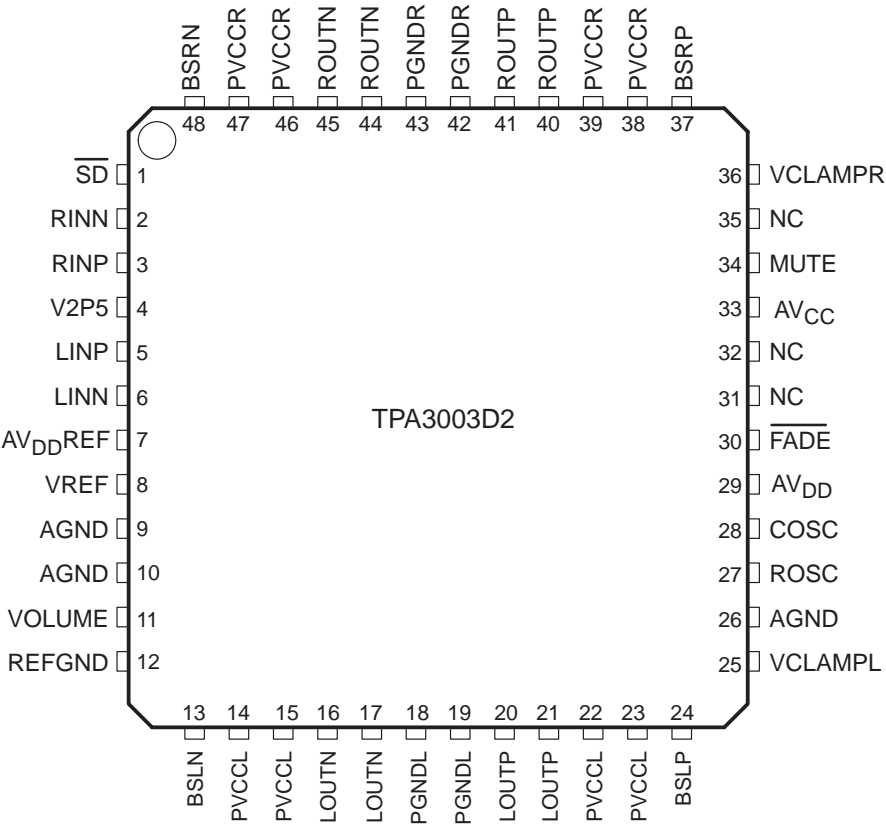 BSRN PVCCR PVCCR ROUTN ROUTN PGNDR PGNDR ROUTP ROUTP PVCCR PVCCR BSRP
48 47 46 45 44 43 42 41 40 39 38 37
SD 1 36 VCLAMPR
RINN 2 35 NC
RINP 3 34 MUTE
V2P5 4 33 AVCC
LINP 5 32 NC
LINN 6 31 NC
TPA3003D2
AVDDREF 7 30 FADE
VREF 8 29 AVDD
AGND 9 28 COSC
AGND 10 27 ROSC
VOLUME 11 26 AGND
REFGND 12 25 VCLAMPL
13 14 15 16 17 18 19 20 21 22 23 24
BSLN PVCCL PVCCL LOUTN LOUTN PGNDL PGNDL LOUTP LOUTP PVCCL PVCCL BSLP